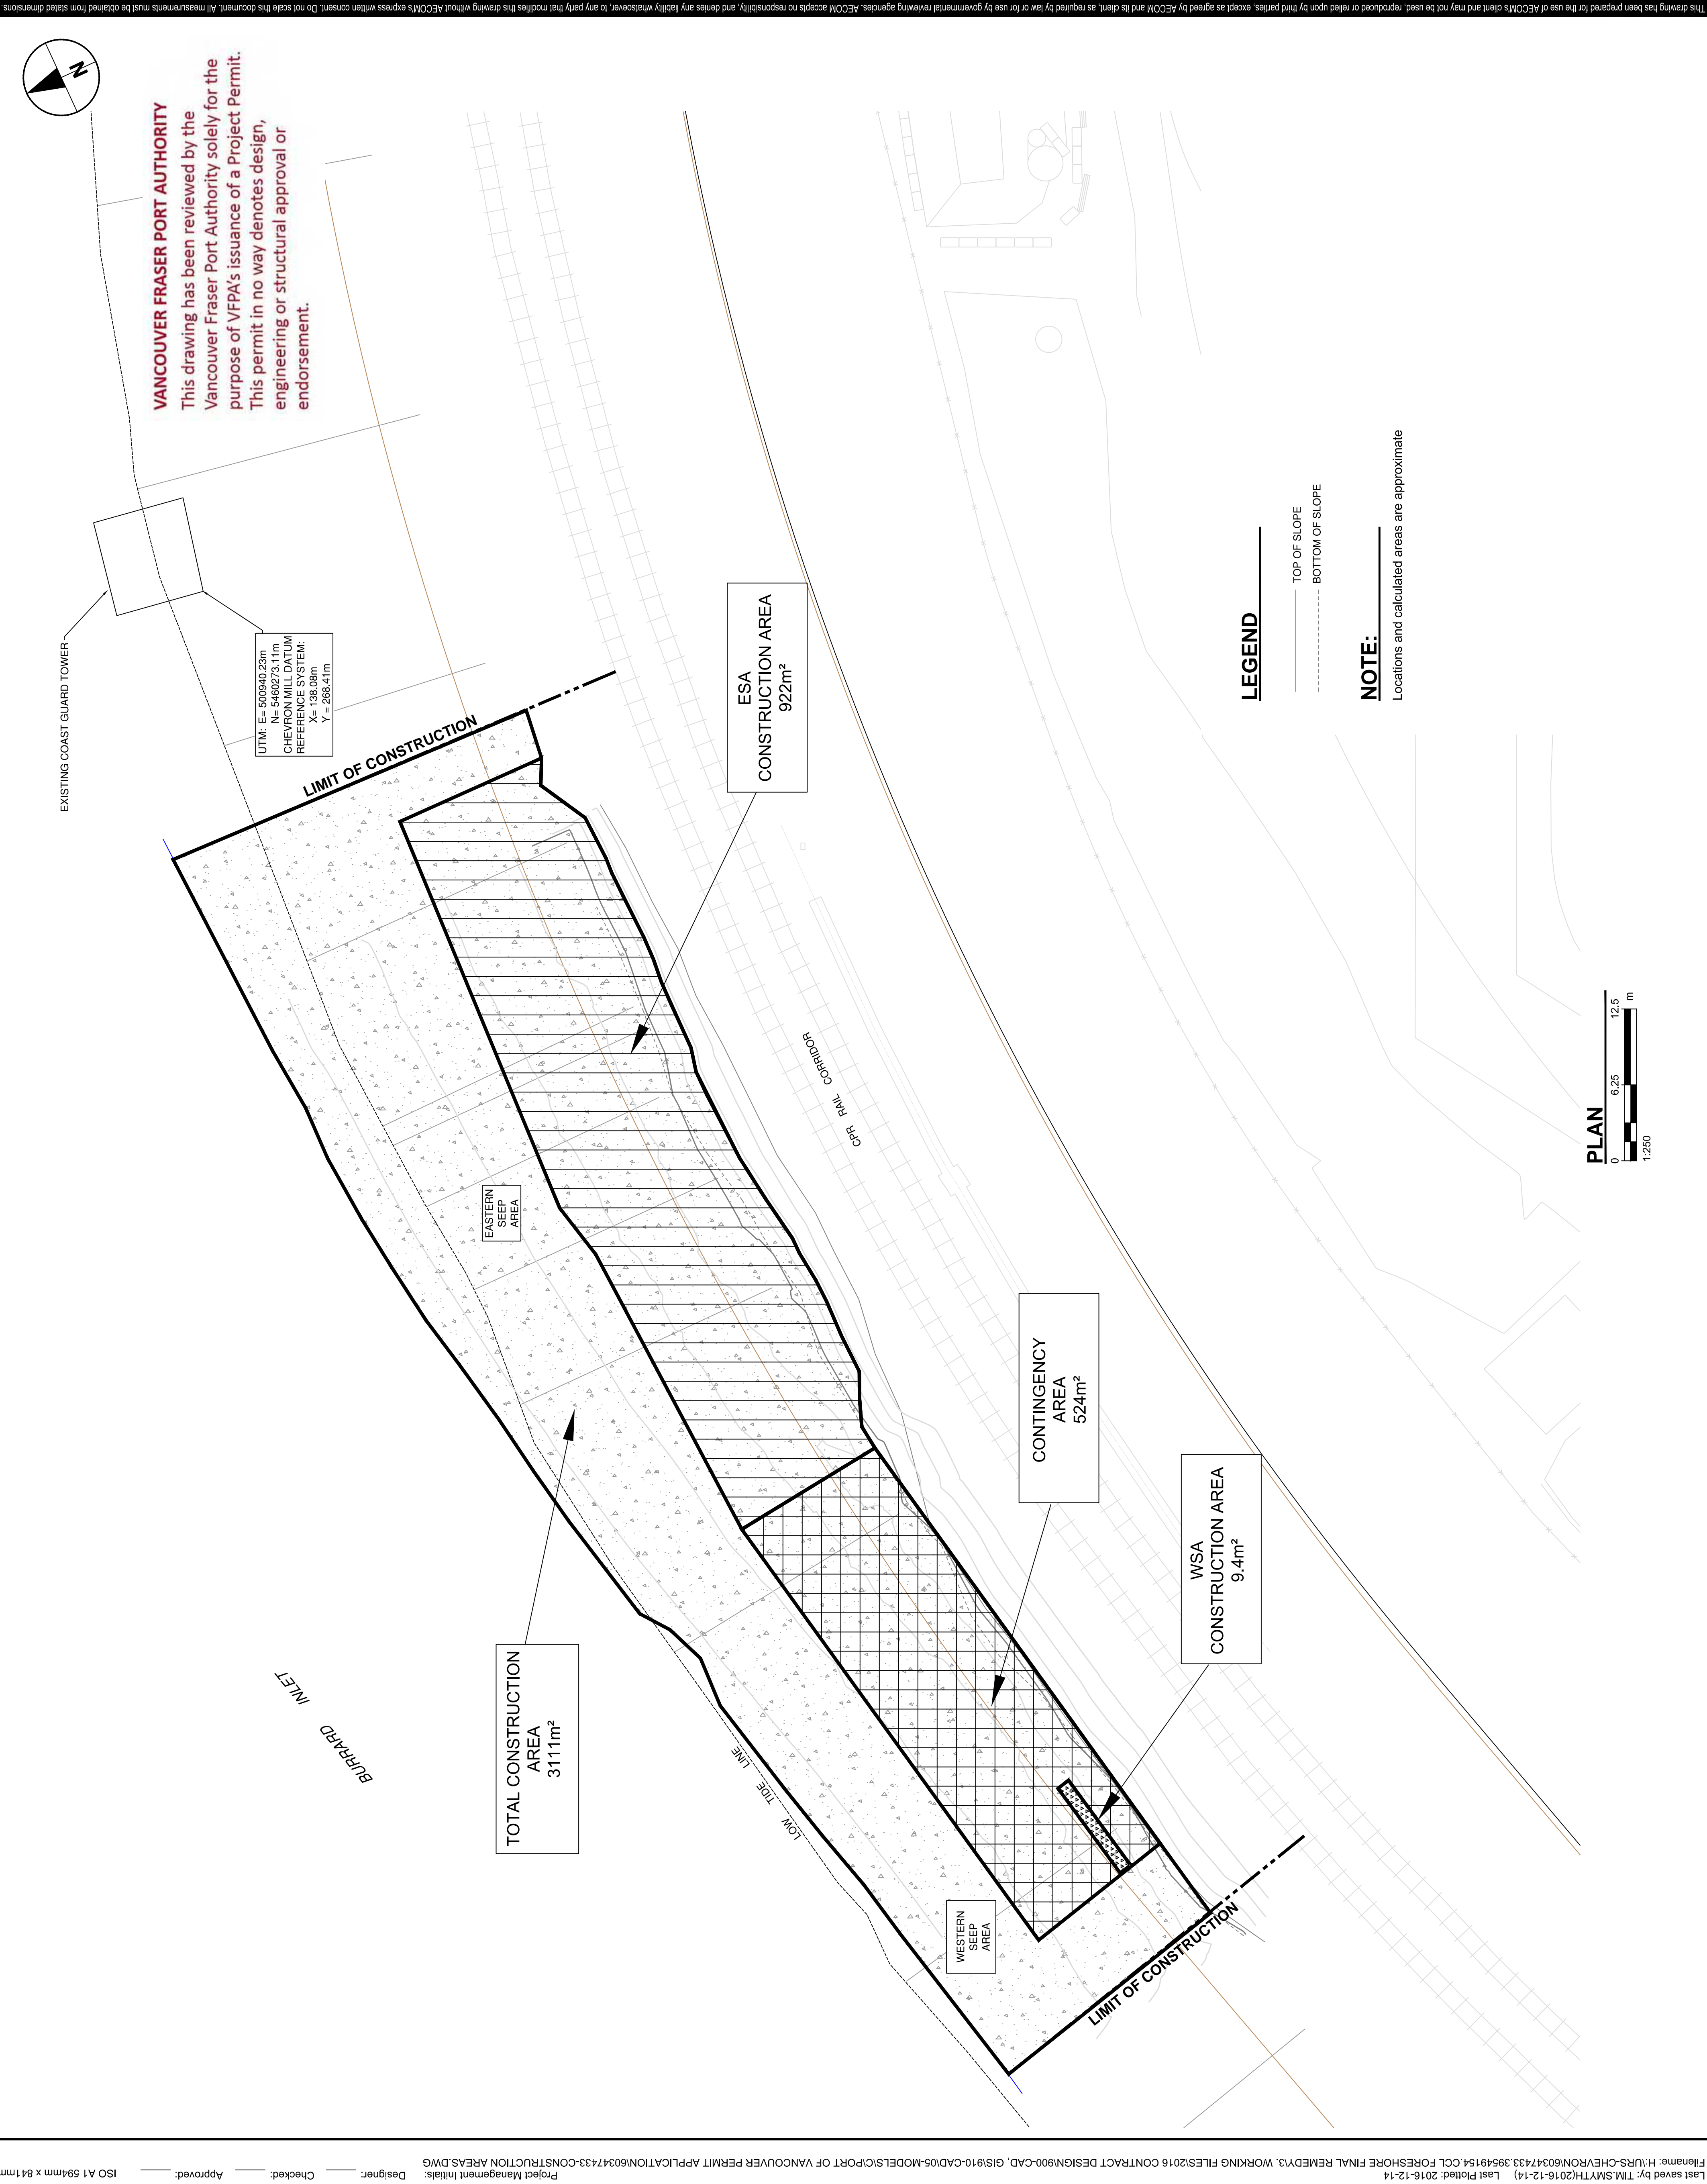 This drawing has been prepared for the use of AECOM's client and may not be used, reproduced or relied upon by third parties, except as agreed by AECOM and its client, as required by law or for use by governmental reviewing agencies. AECOM accepts no responsibility, and denies any liability whatsoever, to any party that modifies this drawing without AECOM's express written consent. Do not scale this document. All measurements must be obtained from stated dimensions.
N
VANCOUVER FRASER PORT AUTHORITY
This drawing has been reviewed by the
Vancouver Fraser Port Authority solely for the
purpose of VFPA's issuance of a Project Permit.
This permit in no way denotes design,
engineering or structural approval or
endorsement.
EXISTING COAST GUARD TOWER
UTM: E= 500940.23m
N= 5460273.11m
CHEVRON MILL DATUM
REFERENCE SYSTEM:
X= 138.08m
Y = 268.41m
LIMIT OF CONSTRUCTION
ESA
CONSTRUCTION AREA
922m²
EASTERN
SEEP
AREA
CPR RAIL CORRIDOR
TOTAL CONSTRUCTION
AREA
3111m²
BURRARD INLET
LOW TIDE LINE
CONTINGENCY
AREA
524m²
WSA
CONSTRUCTION AREA
9.4m²
WESTERN
SEEP
AREA
LIMIT OF CONSTRUCTION
LEGEND
TOP OF SLOPE
BOTTOM OF SLOPE
NOTE:
Locations and calculated areas are approximate
PLAN
0 6.25 12.5 m
1:250
ISO A1 594mm x 841mm
Approved:
Checked:
Designer:
Project Management Initials:
Last saved by: TIM.SMYTH(2016-12-14) Last Plotted: 2016-12-14
Filename: H:\URS-CHEVRON\60347433.39549154.CCL FORESHORE FINAL REMEDY\3. WORKING FILES\2016 CONTRACT DESIGN\900-CAD, GIS\910-CAD\05-MODELS\C\PORT OF VANCOUVER PERMIT APPLICATION\60347433-CONSTRUCTION AREAS.DWG